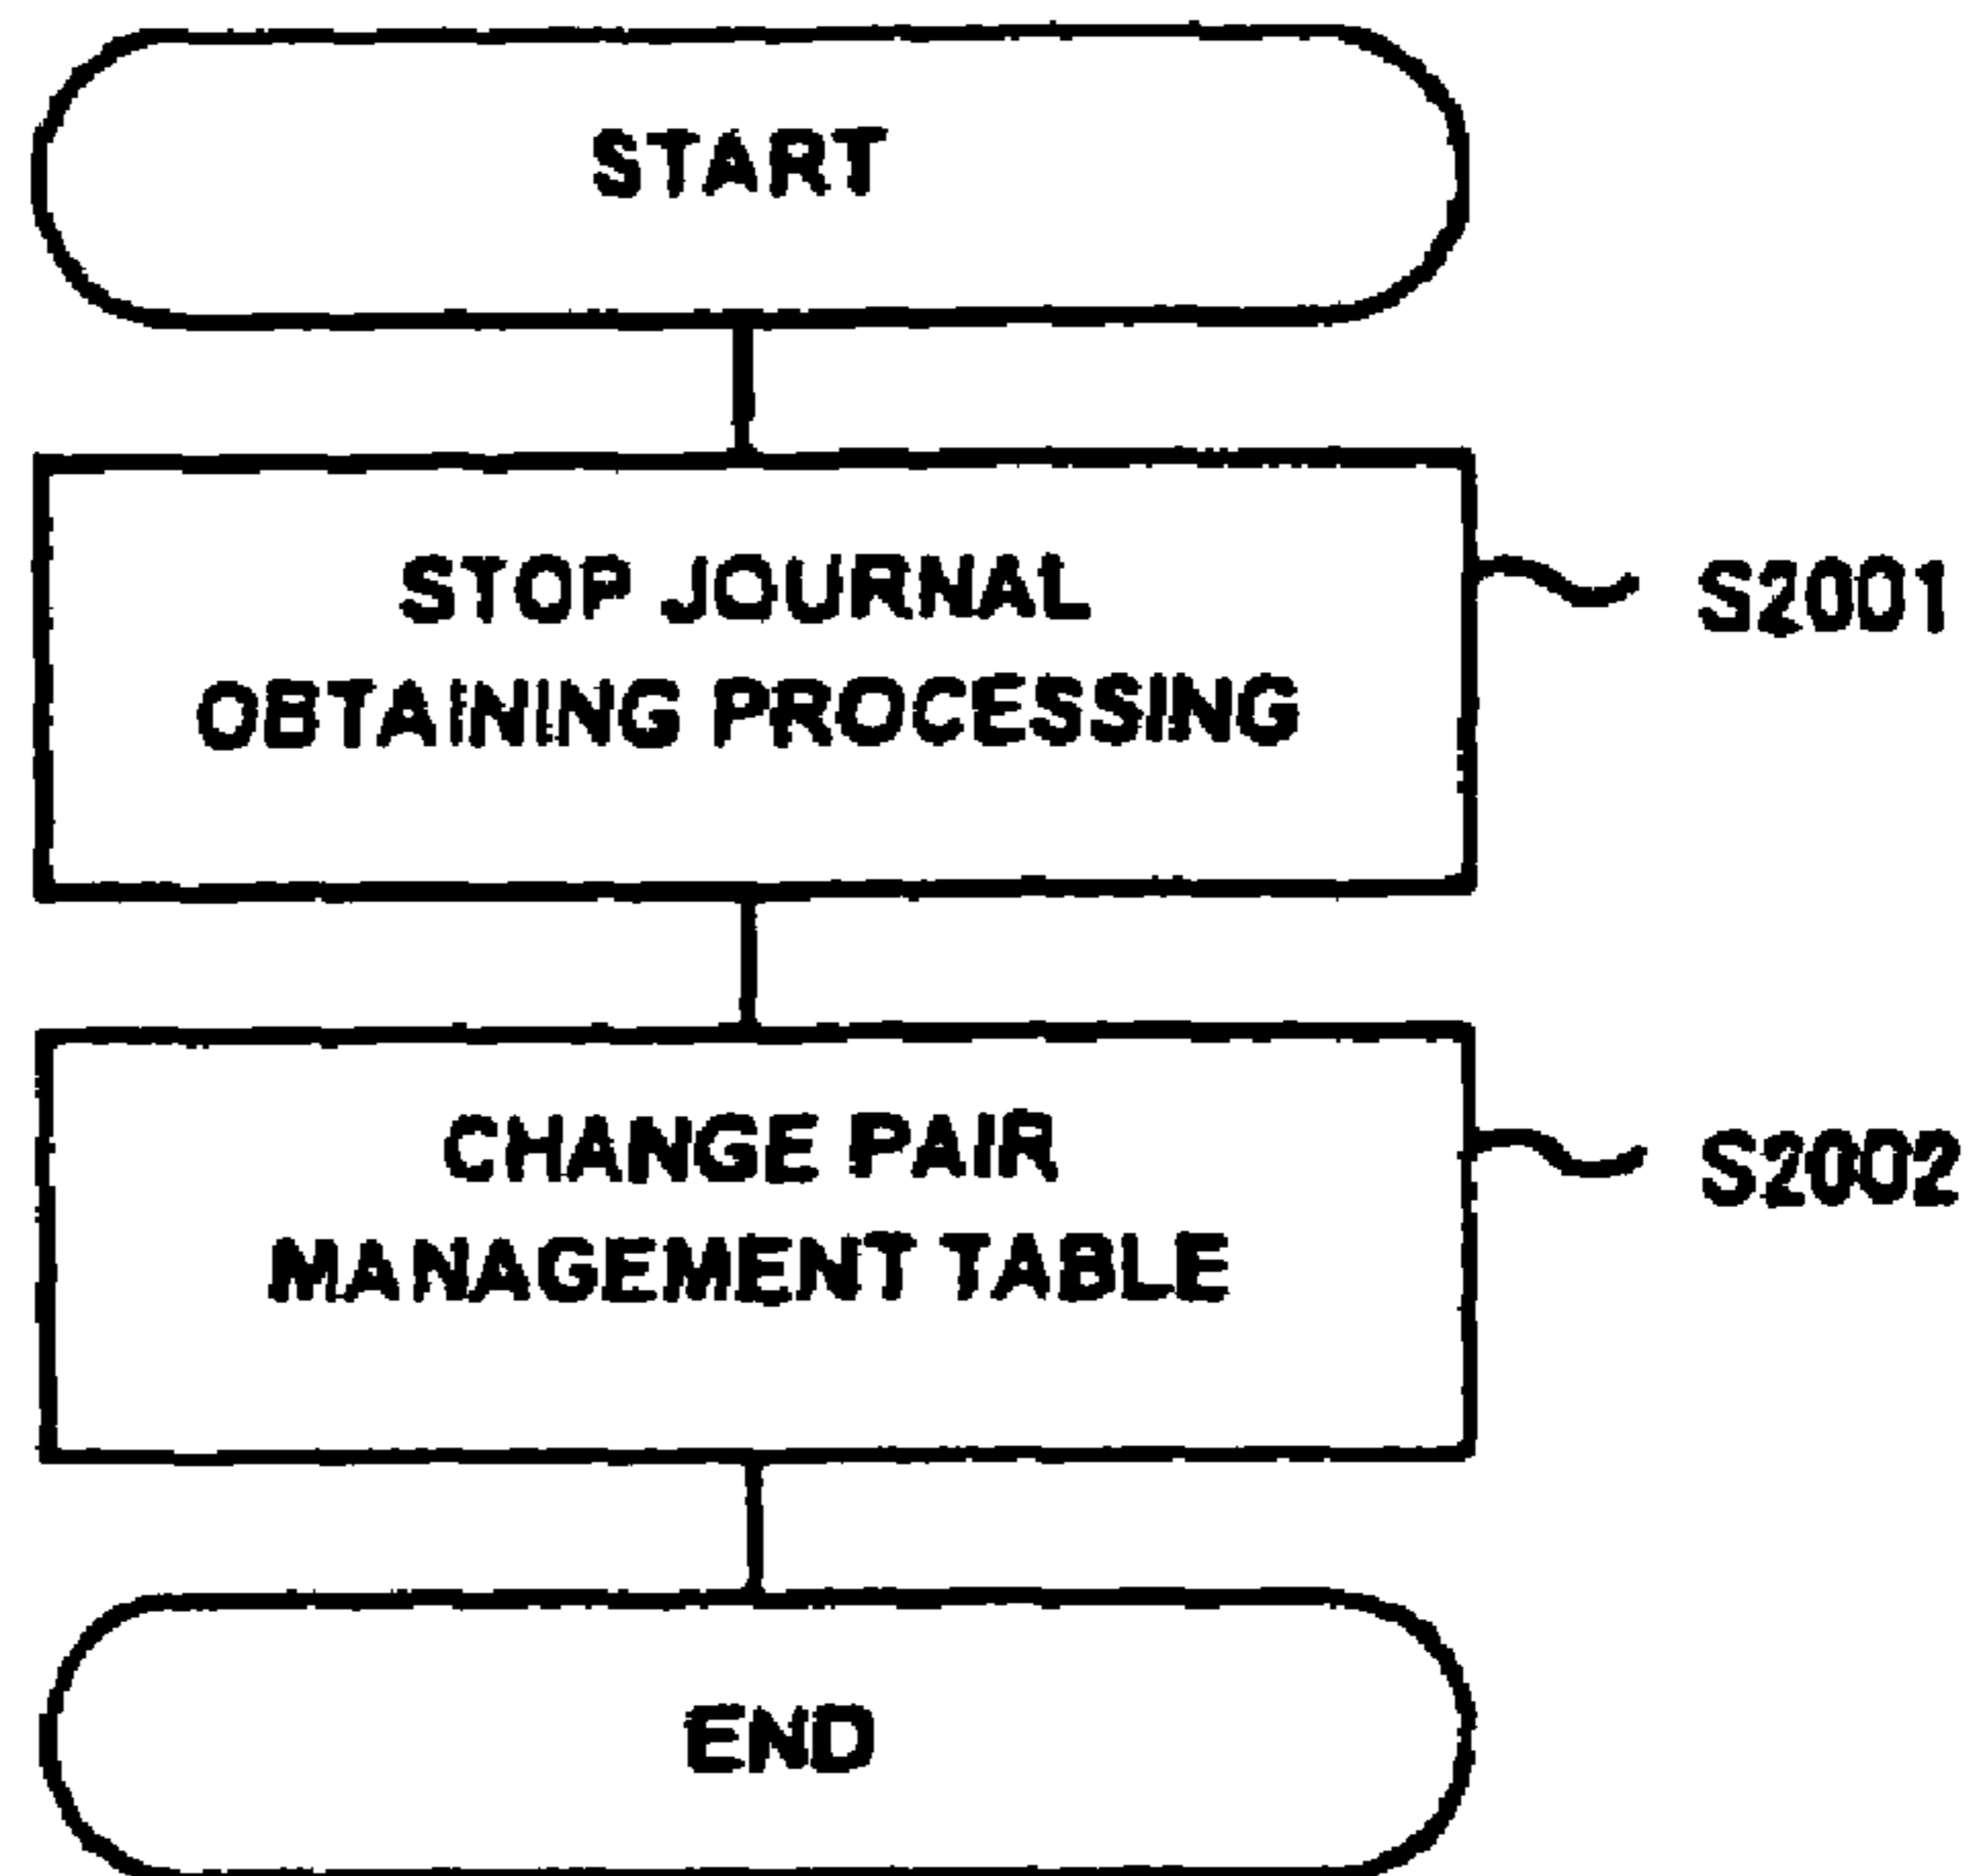 START
STOP JOURNAL
OBTAINING PROCESSING
S2001
CHANGE PAIR
MANAGEMENT TABLE
S2002
END